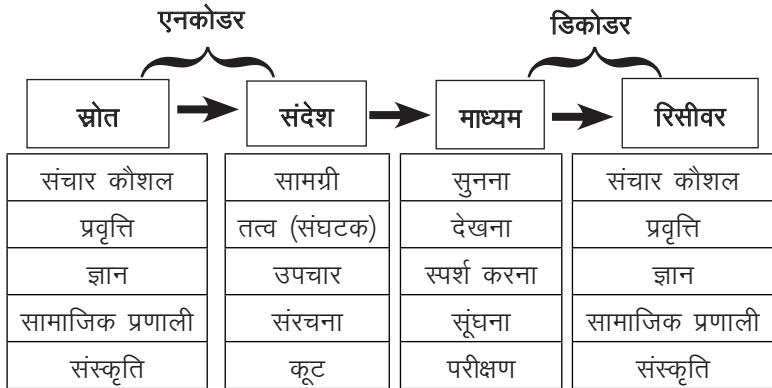 एनकोडर
डिकोडर
स्रोत
संदेश
माध्यम
रिसीवर
संचार कौशल
सामग्री
सुनना
संचार कौशल
प्रवृत्ति
तत्व (संघटक)
देखना
प्रवृत्ति
ज्ञान
उपचार
स्पर्श करना
ज्ञान
सामाजिक प्रणाली
संरचना
सूंघना
सामाजिक प्रणाली
संस्कृति
कूट
परीक्षण
संस्कृति